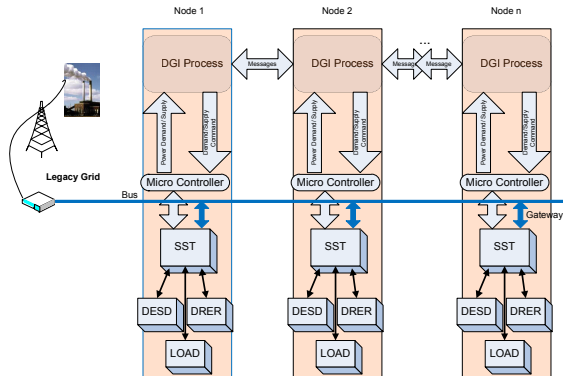 Node 1
Node 2
Node n
DGI Process
Messages
DGI Process
...
Messages
Messages
DGI Process
Power Demand/ Supply
Demand/Supply
Command
Power Demand/ Supply
Demand/Supply
Command
Power Demand/ Supply
Demand/Supply
Command
Legacy Grid
Micro Controller
Micro Controller
Micro Controller
Bus
Gateway
SST
SST
SST
DESD
DRER
DESD
DRER
DESD
DRER
LOAD
LOAD
LOAD